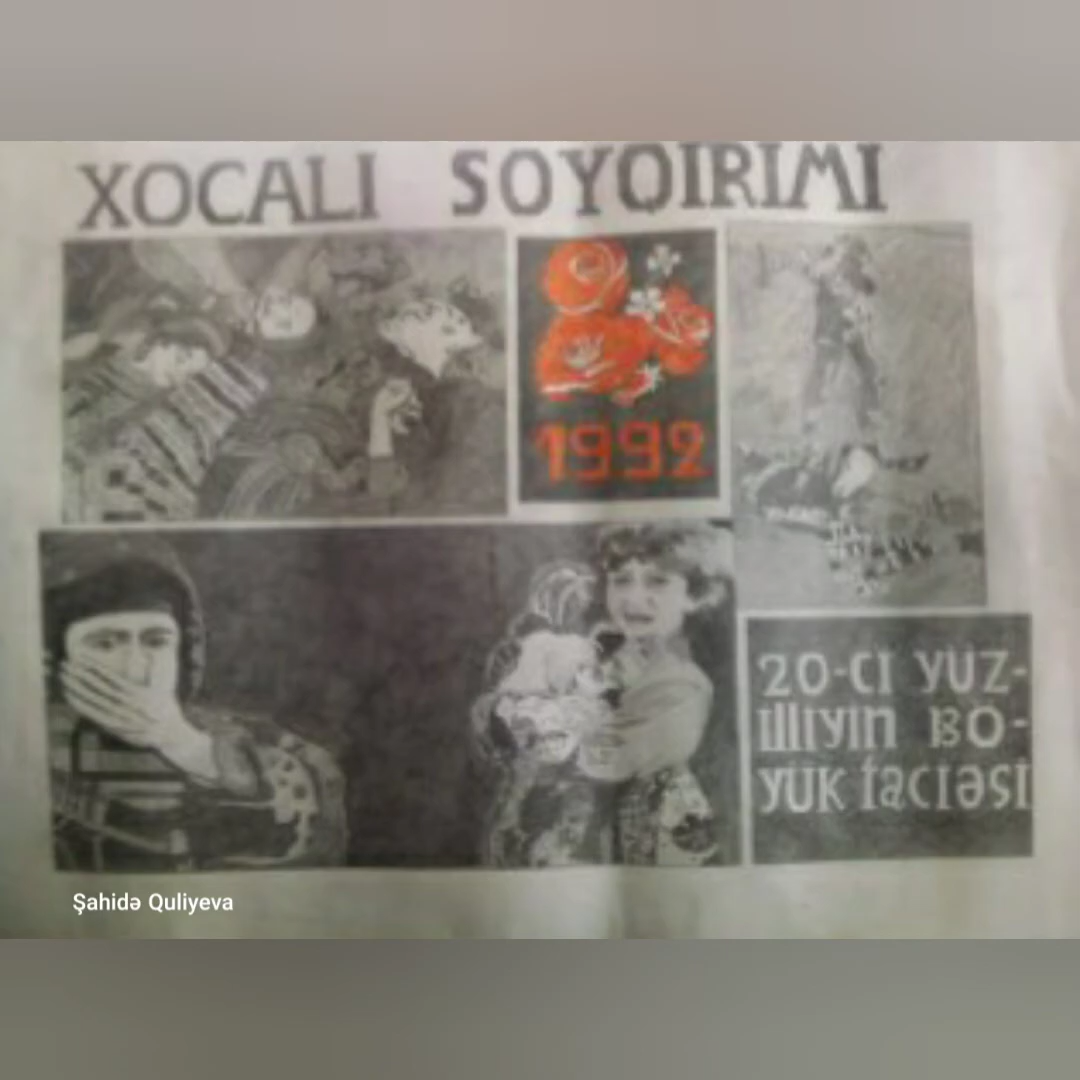 XOCALI SOYQIRIMI
1992
20-CI YÜZ-
İLLİYİN BÖ-
YÜK faCİƏSİ
Şahidə Quliyeva